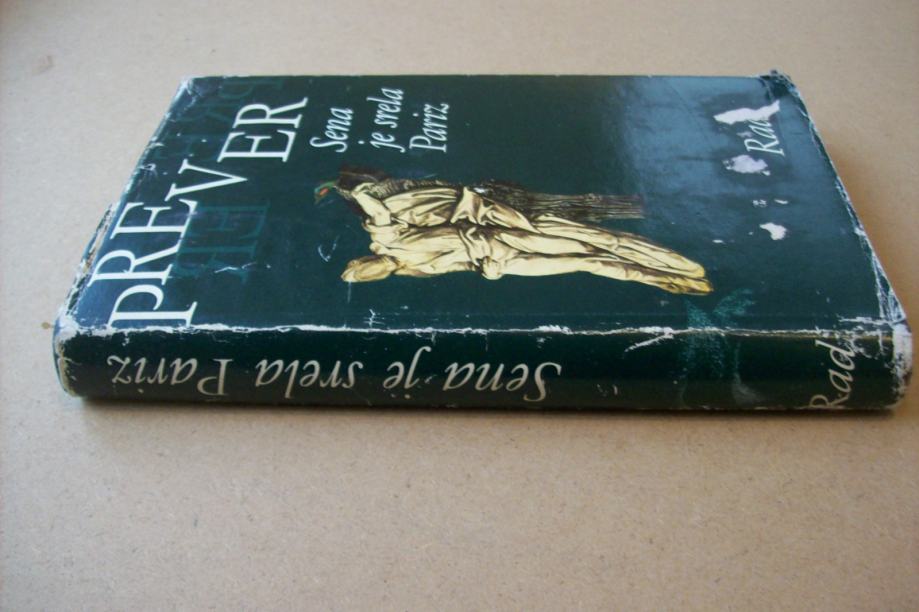 PREVER
Sena
je srela
Pariz
Rad
Sena je srela Pariz
Rad